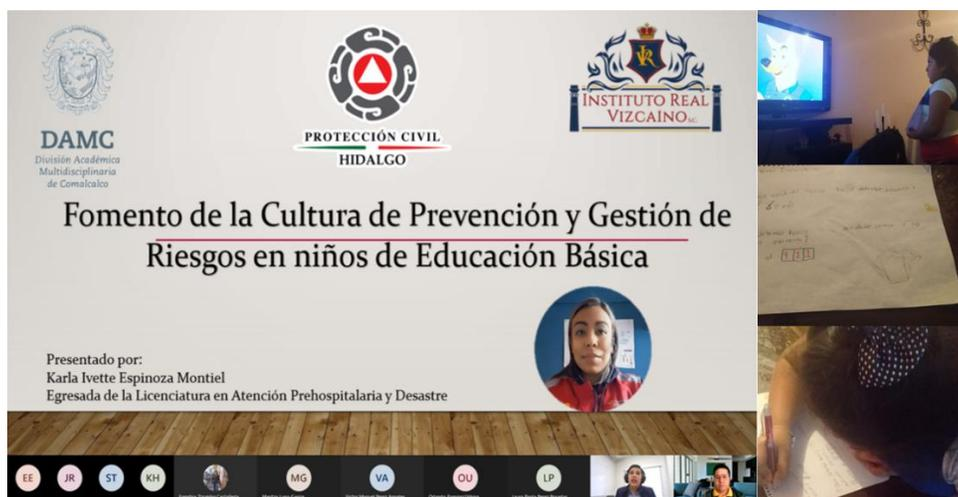 DAMC
División Académica
Multidisciplinaria
de Comalcalco
PROTECCIÓN CIVIL
HIDALGO
INSTITUTO REAL
VIZCAINO S.C.
Fomento de la Cultura de Prevención y Gestión de
Riesgos en niños de Educación Básica
Presentado por:
Karla Ivette Espinoza Montiel
Egresada de la Licenciatura en Atención Prehospitalaria y Desastre
EE JR ST KH MG VA OU LP
911